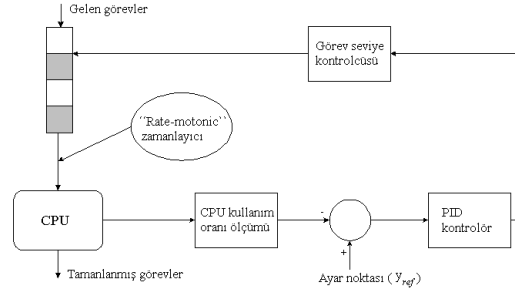 Gelen görevler
Görev seviye
kontrolcüsü
``Rate-motonic``
zamanlayıcı
CPU
CPU kullanım
oranı ölçümü
-
+
PID
kontrolör
Tamanlanmış görevler
Ayar noktası ( y_ref )